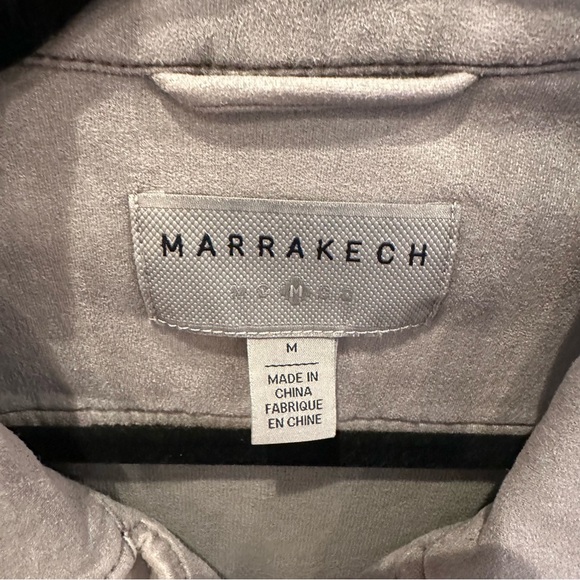 MARRAKECH
M
M
MADE IN
CHINA
FABRIQUE
EN CHINE